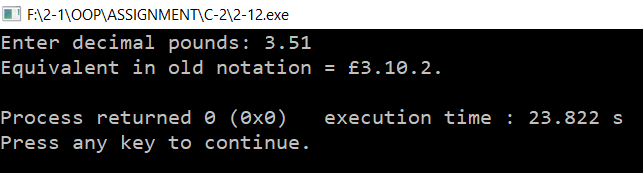 F:\2-1\OOP\ASSIGNMENT\C-2\2-12.exe
Enter decimal pounds: 3.51
Equivalent in old notation = £3.10.2.
Process returned 0 (0x0)   execution time : 23.822 s
Press any key to continue.